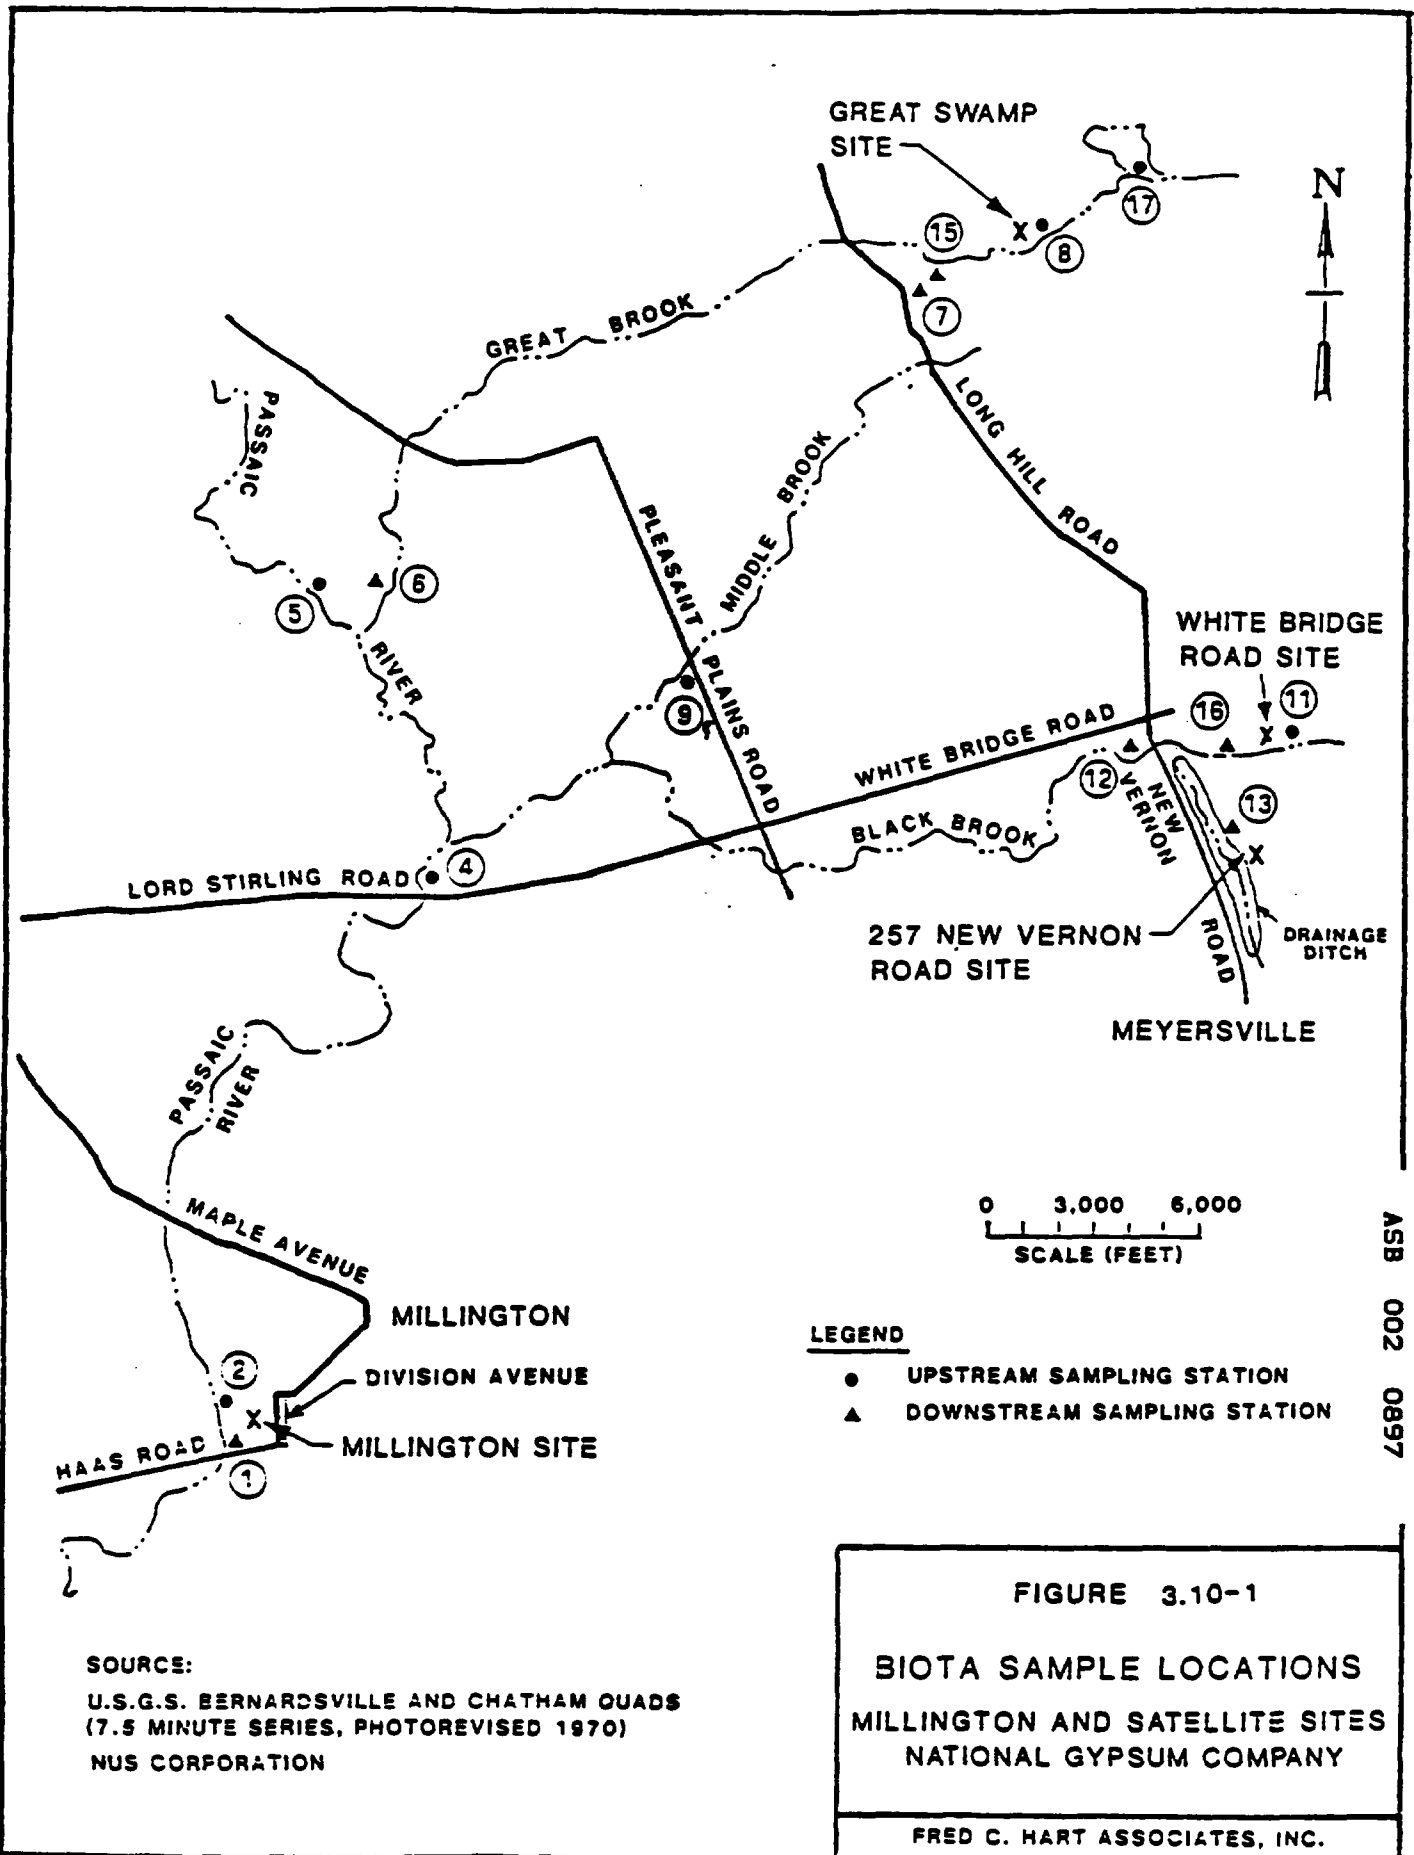 GREAT SWAMP
SITE
N
17
15
8
7
GREAT BROOK
PASSAIC
LONG HILL ROAD
MIDDLE BROOK
PLEASANT PLAINS ROAD
5
6
RIVER
WHITE BRIDGE
ROAD SITE
9
16
11
WHITE BRIDGE ROAD
12
NEW VERNON ROAD
13
BLACK BROOK
4
LORD STIRLING ROAD
257 NEW VERNON
ROAD SITE
DRAINAGE
DITCH
MEYERSVILLE
PASSAIC
RIVER
MAPLE AVENUE
0 3,000 6,000
SCALE (FEET)
MILLINGTON
2
DIVISION AVENUE
HAAS ROAD
MILLINGTON SITE
1
LEGEND
UPSTREAM SAMPLING STATION
DOWNSTREAM SAMPLING STATION
ASB 002 0897
SOURCE:
U.S.G.S. BERNARDSVILLE AND CHATHAM QUADS
(7.5 MINUTE SERIES, PHOTOREVISED 1970)
NUS CORPORATION
FIGURE 3.10-1
BIOTA SAMPLE LOCATIONS
MILLINGTON AND SATELLITE SITES
NATIONAL GYPSUM COMPANY
FRED C. HART ASSOCIATES, INC.